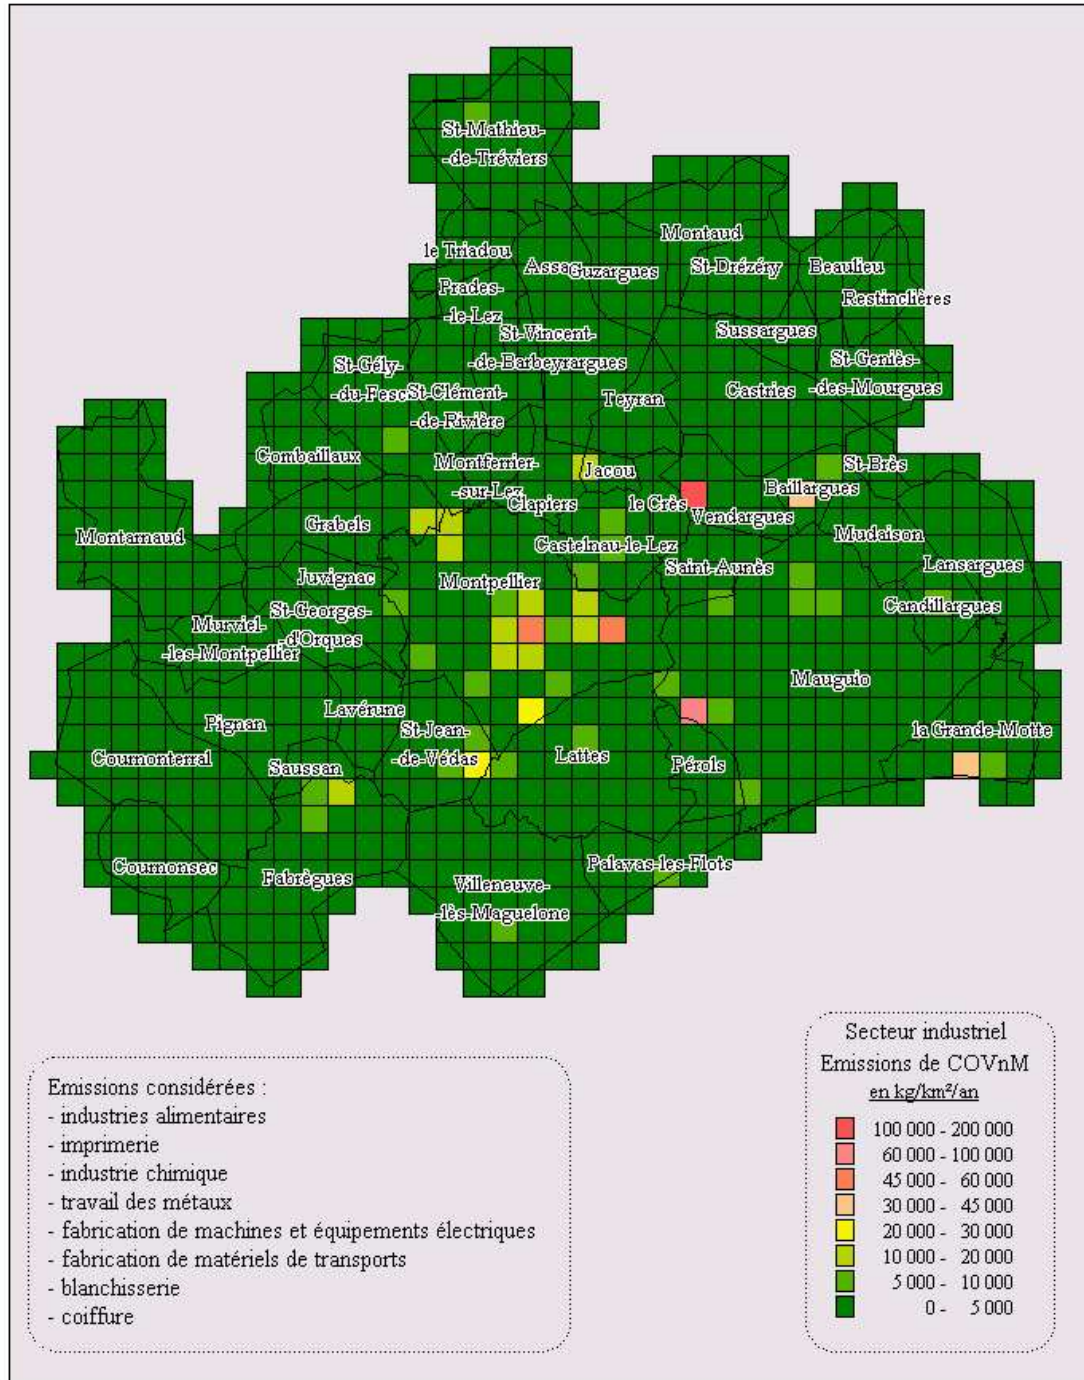 St-Mathieu-
-de-Tréviers
Montaud
le Triadou
Assa
Guzargues
St-Drézéry
Beaulieu
Prades-
-le-Lez
Restinclières
St-Vincent-
-de-Barbeyrargues
Sussargues
St-Gély-
-du-Fesc
St-Geniès-
-des-Mourgues
St-Clément-
-de-Rivière
Teyran
Castries
Combaillaux
Montferrier-
-sur-Lez
Jacou
St-Brès
Baillargues
Clapiers
le Crès
Vendargues
Grabels
Montarnaud
Mudaison
Castelnau-le-Lez
Saint-Aunès
Lansargues
Juvignac
Montpellier
Candillargues
St-Georges-
-d'Orques
Murviel-
-les-Montpellier
Mauguio
Lavérune
Pignan
St-Jean-
-de-Védas
la Grande-Motte
Cournonterral
Saussan
Lattes
Pérols
Cournonsec
Fabrègues
Palavas-les-Flots
Villeneuve-
-lès-Maguelone
Emissions considérées :
- industries alimentaires
- imprimerie
- industrie chimique
- travail des métaux
- fabrication de machines et équipements électriques
- fabrication de matériels de transports
- blanchisserie
- coiffure
Secteur industriel
Emissions de COVnM
en kg/km²/an
100 000 - 200 000
60 000 - 100 000
45 000 - 60 000
30 000 - 45 000
20 000 - 30 000
10 000 - 20 000
5 000 - 10 000
0 - 5 000